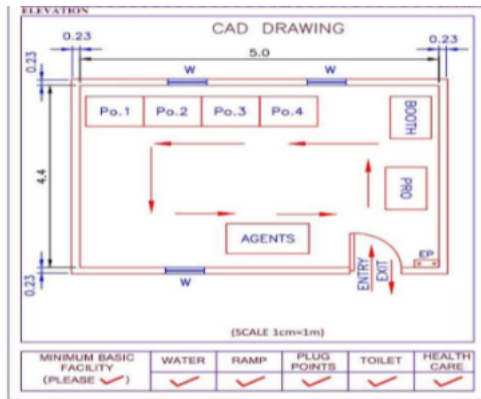 ELEVATION
CAD DRAWING
0.23 5.0 0.23
0.23 W W
Po.1 Po.2 Po.3 Po.4 BOOTH
4.4
PRO
AGENTS
ENTRY EXIT EP
0.23 W
(SCALE 1cm=1m)
MINIMUM BASIC FACILITY (PLEASE ✓)
WATER RAMP PLUG POINTS TOILET HEALTH CARE
✓ ✓ ✓ ✓ ✓